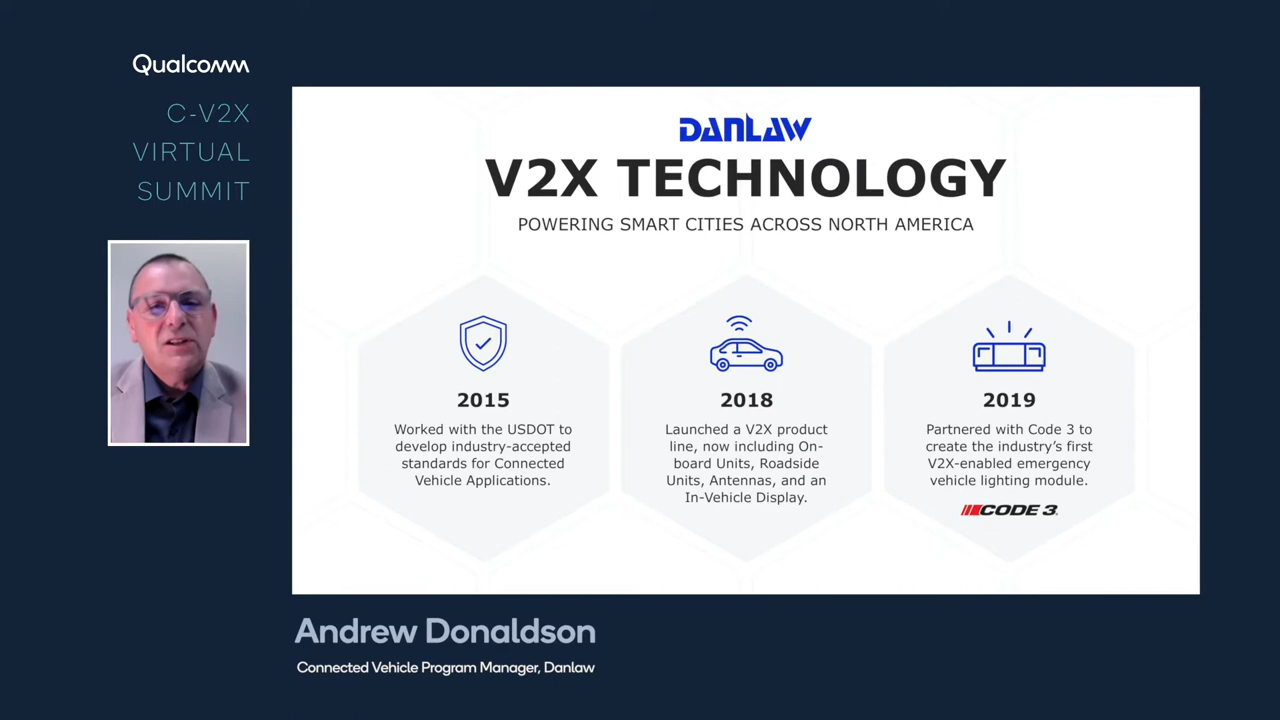 Qualcomm
C-V2X
VIRTUAL
SUMMIT
DANLAW
V2X TECHNOLOGY
POWERING SMART CITIES ACROSS NORTH AMERICA
2015
Worked with the USDOT to
develop industry-accepted
standards for Connected
Vehicle Applications.
2018
Launched a V2X product
line, now including On-
board Units, Roadside
Units, Antennas, and an
In-Vehicle Display.
2019
Partnered with Code 3 to
create the industry's first
V2X-enabled emergency
vehicle lighting module.
CODE 3
Andrew Donaldson
Connected Vehicle Program Manager, Danlaw